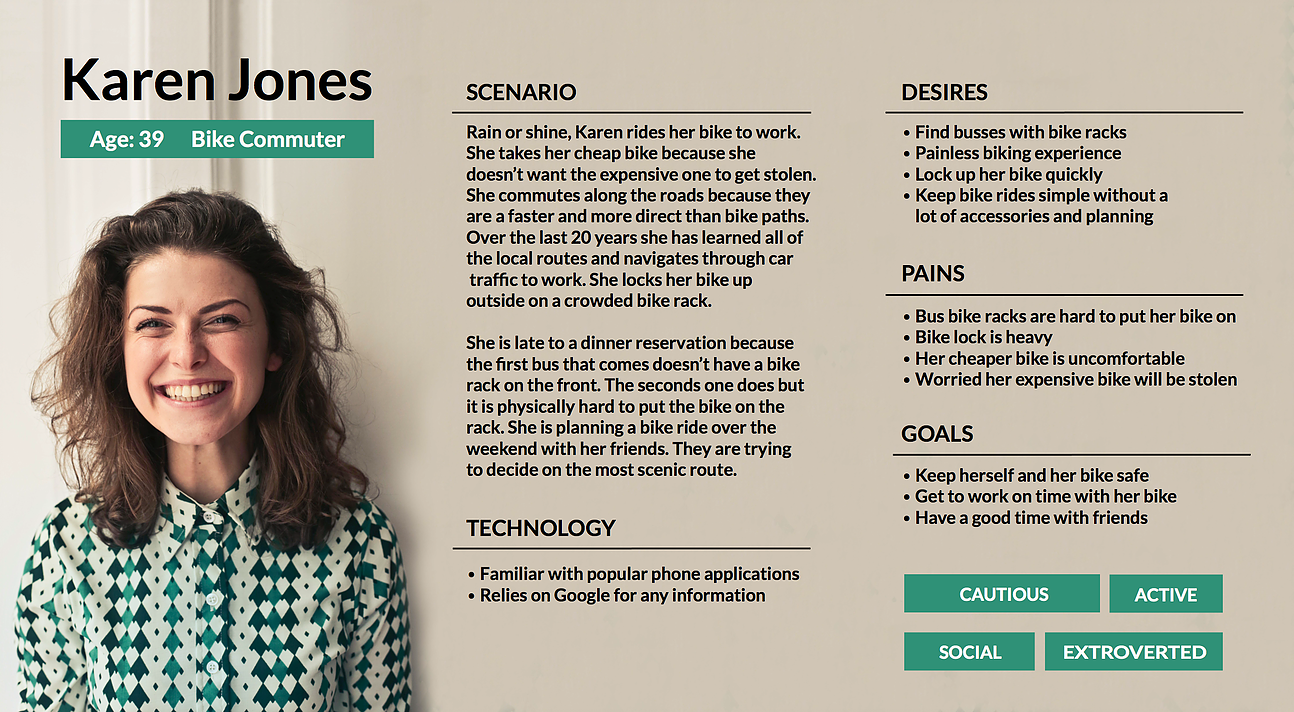 Karen Jones
Age: 39 Bike Commuter
SCENARIO
Rain or shine, Karen rides her bike to work.
She takes her cheap bike because she
doesn't want the expensive one to get stolen.
She commutes along the roads because they
are a faster and more direct than bike paths.
Over the last 20 years she has learned all of
the local routes and navigates through car
traffic to work. She locks her bike up
outside on a crowded bike rack.
She is late to a dinner reservation because
the first bus that comes doesn't have a bike
rack on the front. The seconds one does but
it is physically hard to put the bike on the
rack. She is planning a bike ride over the
weekend with her friends. They are trying
to decide on the most scenic route.
TECHNOLOGY
• Familiar with popular phone applications
• Relies on Google for any information
DESIRES
• Find busses with bike racks
• Painless biking experience
• Lock up her bike quickly
• Keep bike rides simple without a
lot of accessories and planning
PAINS
• Bus bike racks are hard to put her bike on
• Bike lock is heavy
• Her cheaper bike is uncomfortable
• Worried her expensive bike will be stolen
GOALS
• Keep herself and her bike safe
• Get to work on time with her bike
• Have a good time with friends
CAUTIOUS ACTIVE
SOCIAL EXTROVERTED